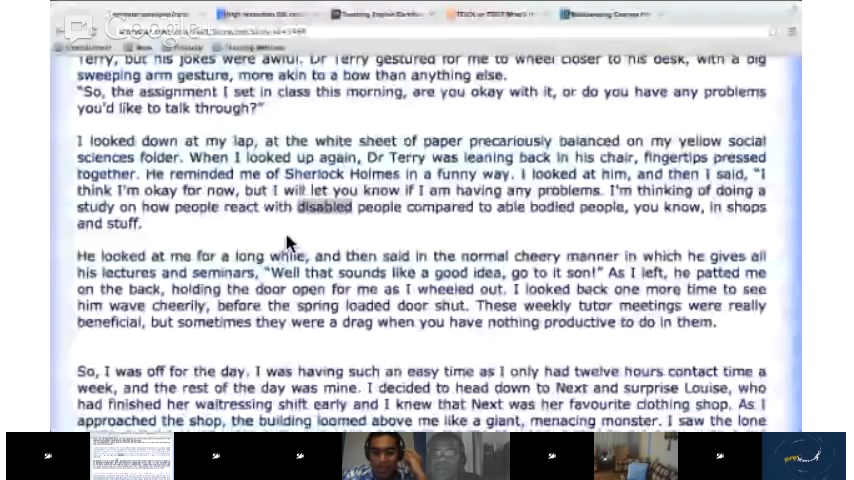 Google
TESOL or TEFL? What's
Terry, but his jokes were awful. Dr Terry gestured for me to wheel closer to his desk, with a big
sweeping arm gesture, more akin to a bow than anything else.
"So, the assignment I set in class this morning, are you okay with it, or do you have any problems
you'd like to talk through?"
I looked down at my lap, at the white sheet of paper precariously balanced on my yellow social
sciences folder. When I looked up again, Dr Terry was leaning back in his chair, fingertips pressed
together. He reminded me of Sherlock Holmes in a funny way. I looked at him, and then I said, "I
think I'm okay for now, but I will let you know if I am having any problems. I'm thinking of doing a
study on how people react with disabled people compared to able bodied people, you know, in shops
and stuff.
He looked at me for a long while, and then said in the normal cheery manner in which he gives all
his lectures and seminars, "Well that sounds like a good idea, go to it son!" As I left, he patted me
on the back, holding the door open for me as I wheeled out. I looked back one more time to see
him wave cheerily, before the spring loaded door shut. These weekly tutor meetings were really
beneficial, but sometimes they were a drag when you have nothing productive to do in them.
So, I was off for the day. I was having such an easy time as I only had twelve hours contact time a
week, and the rest of the day was mine. I decided to head down to Next and surprise Louise, who
had finished her waitressing shift early and I knew that Next was her favourite clothing shop. As I
approached the shop, the building loomed above me like a giant, menacing monster. I saw the lone